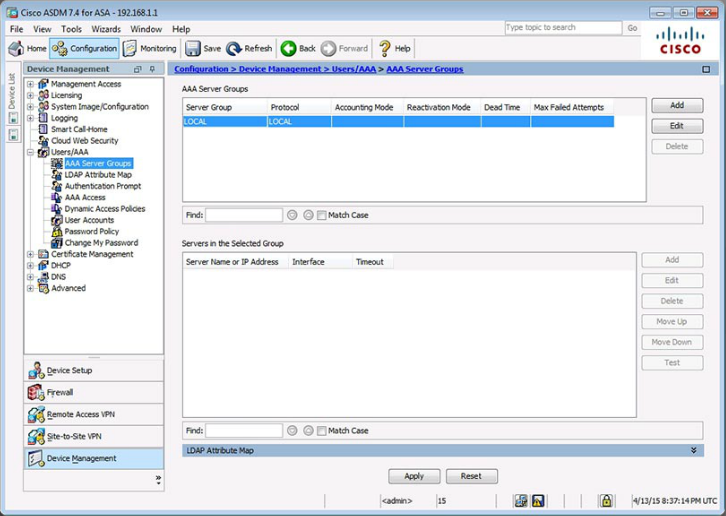 Cisco ASDM 7.4 for ASA - 192.168.1.1
File View Tools Wizards Window Help
Type topic to search Go
Home Configuration Monitoring Save Refresh Back Forward Help
CISCO
Device List
Device Management
Management Access
Licensing
System Image/Configuration
Logging
Smart Call-Home
Cloud Web Security
Users/AAA
AAA Server Groups
LDAP Attribute Map
Authentication Prompt
AAA Access
Dynamic Access Policies
User Accounts
Password Policy
Change My Password
Certificate Management
DHCP
DNS
Advanced
Device Setup
Firewall
Remote Access VPN
Site-to-Site VPN
Device Management
Configuration > Device Management > Users/AAA > AAA Server Groups
AAA Server Groups
Server Group Protocol Accounting Mode Reactivation Mode Dead Time Max Failed Attempts
LOCAL LOCAL
Add
Edit
Delete
Find: Match Case
Servers in the Selected Group
Server Name or IP Address Interface Timeout
Add
Edit
Delete
Move Up
Move Down
Test
Find: Match Case
LDAP Attribute Map
Apply Reset
<admin> 15 4/13/15 8:37:14 PM UTC